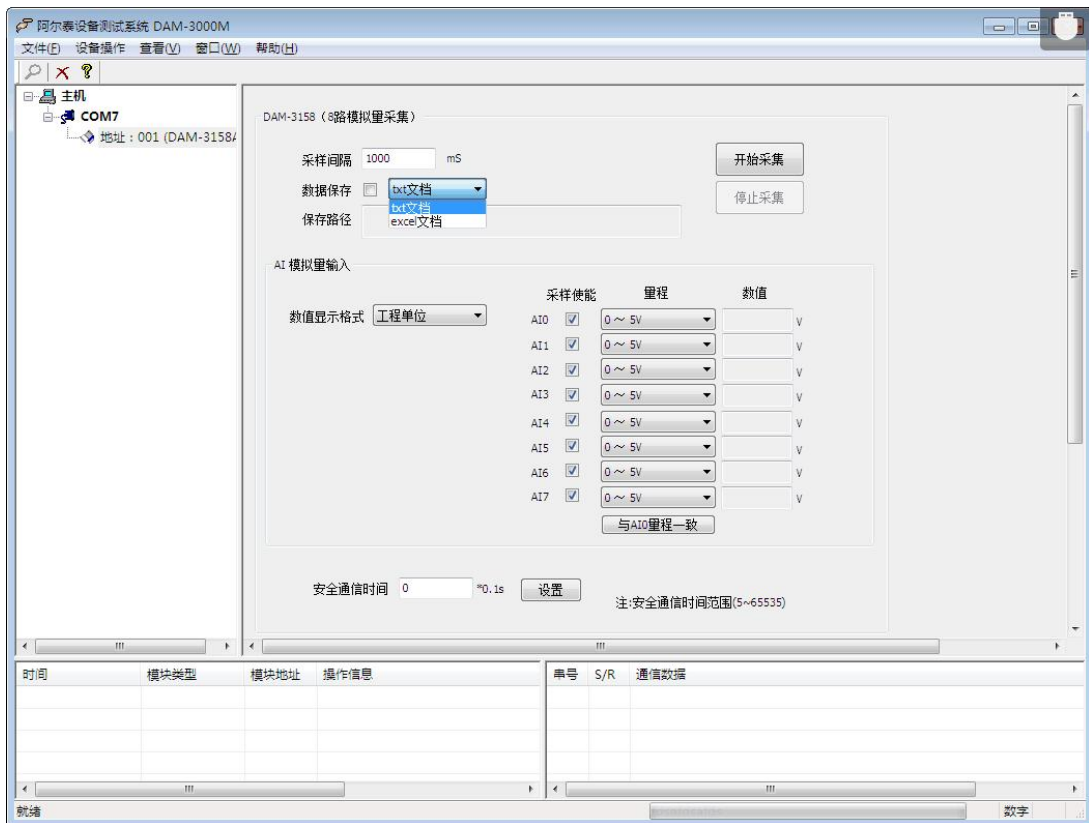 阿尔泰设备测试系统 DAM-3000M
文件(F) 设备操作 查看(V) 窗口(W) 帮助(H)
主机
COM7
地址：001 (DAM-3158A
DAM-3158（8路模拟量采集）
采样间隔 1000 mS 开始采集
数据保存 txt文档 停止采集
txt文档
保存路径 excel文档
AI 模拟量输入
采样使能 量程 数值
数值显示格式 工程单位
AI0 0～ 5V V
AI1 0～ 5V V
AI2 0～ 5V V
AI3 0～ 5V V
AI4 0～ 5V V
AI5 0～ 5V V
AI6 0～ 5V V
AI7 0～ 5V V
与AI0量程一致
安全通信时间 0 *0.1s 设置 注:安全通信时间范围(5~65535)
时间 模块类型 模块地址 操作信息 串号 S/R 通信数据
就绪 数字